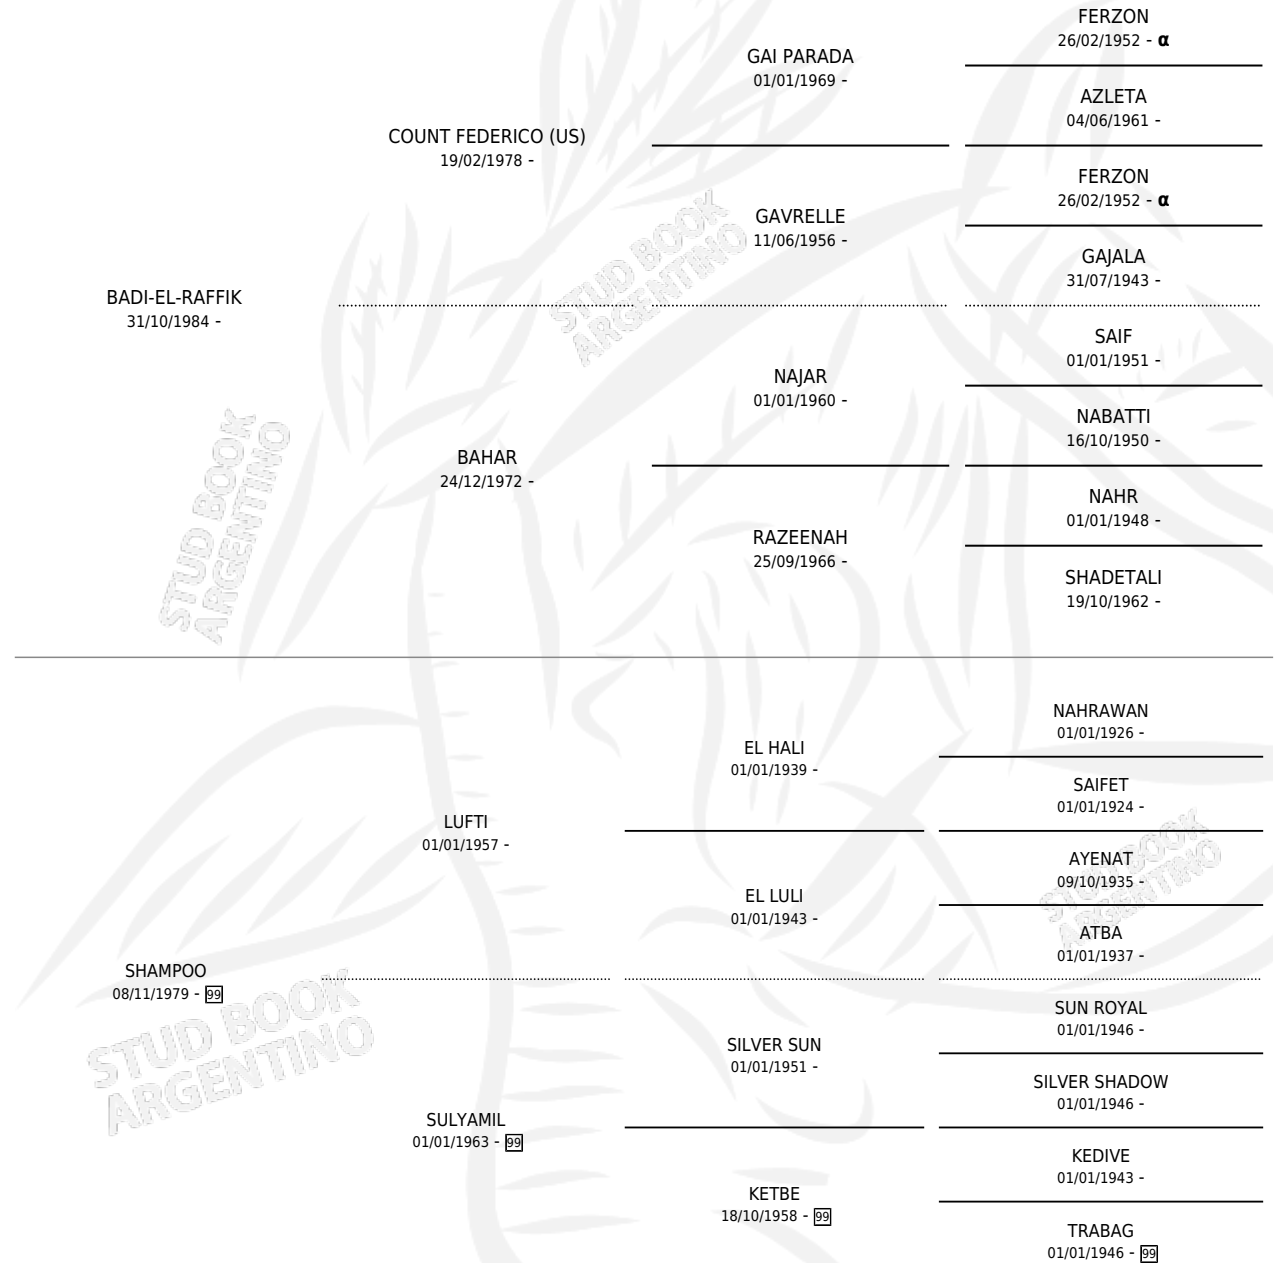 FERZON
26/02/1952 - α
GAI PARADA
01/01/1969 -
AZLETA
04/06/1961 -
COUNT FEDERICO (US)
19/02/1978 -
FERZON
26/02/1952 - α
GAVRELLE
11/06/1956 -
GAJALA
31/07/1943 -
BADI-EL-RAFFIK
31/10/1984 -
SAIF
01/01/1951 -
NAJAR
01/01/1960 -
NABATTI
16/10/1950 -
BAHAR
24/12/1972 -
NAHR
01/01/1948 -
RAZEENAH
25/09/1966 -
SHADETALI
19/10/1962 -
STUD BOOK
ARGENTINO
STUD BOOK
ARGENTINO
NAHRAWAN
01/01/1926 -
EL HALI
01/01/1939 -
SAIFET
01/01/1924 -
LUFTI
01/01/1957 -
AYENAT
09/10/1935 -
EL LULI
01/01/1943 -
ATBA
01/01/1937 -
SHAMPOO
08/11/1979 - 99
SUN ROYAL
01/01/1946 -
SILVER SUN
01/01/1951 -
SILVER SHADOW
01/01/1946 -
SULYAMIL
01/01/1963 - 99
KEDIVE
01/01/1943 -
KETBE
18/10/1958 - 99
TRABAG
01/01/1946 - 99
STUD BOOK
ARGENTINO
STUD BOOK
ARGENTINO